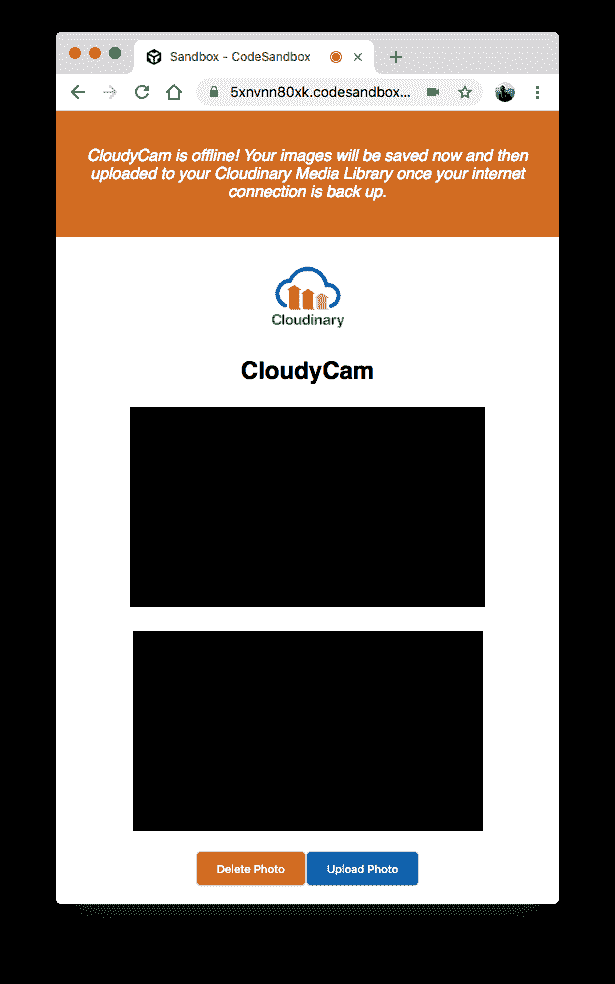 Sandbox - CodeSandbox
5xnvnn80xk.codesandbox...
CloudyCam is offline! Your images will be saved now and then
uploaded to your Cloudinary Media Library once your internet
connection is back up.
Cloudinary
CloudyCam
Delete Photo Upload Photo